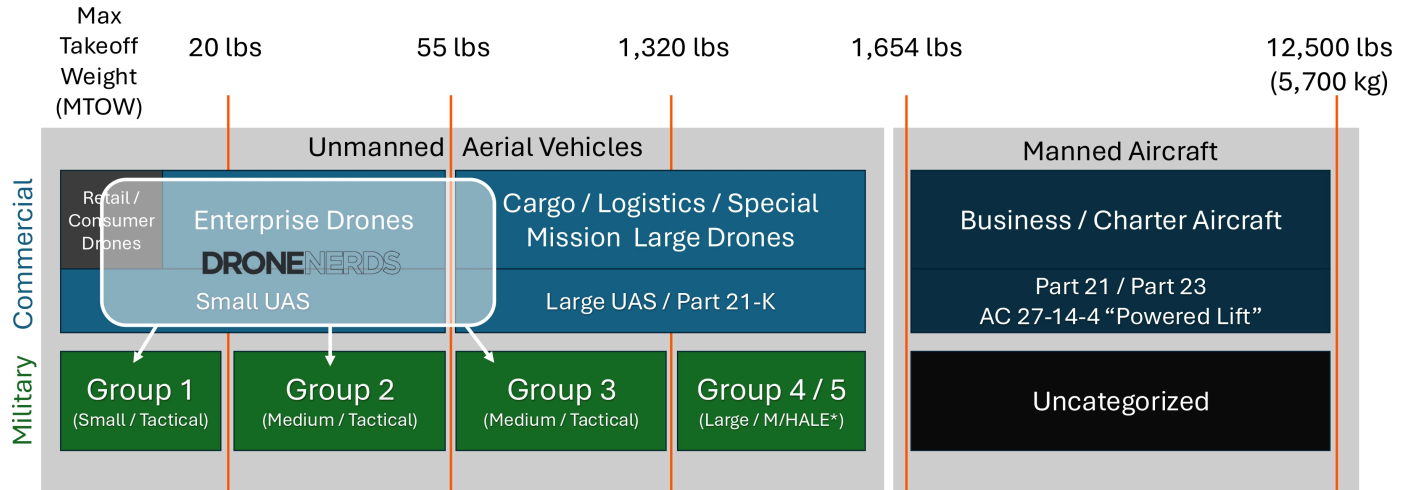 Max
Takeoff
Weight
(MTOW)
20 lbs
55 lbs
1,320 lbs
1,654 lbs
12,500 lbs
(5,700 kg)
Unmanned Aerial Vehicles
Manned Aircraft
Commercial
Retail /
Consumer
Drones
Enterprise Drones
DRONENERDS
Small UAS
Cargo / Logistics / Special
Mission Large Drones
Large UAS / Part 21-K
Business / Charter Aircraft
Part 21 / Part 23
AC 27-14-4 “Powered Lift”
Military
Group 1
(Small / Tactical)
Group 2
(Medium / Tactical)
Group 3
(Medium / Tactical)
Group 4 / 5
(Large / M/HALE*)
Uncategorized